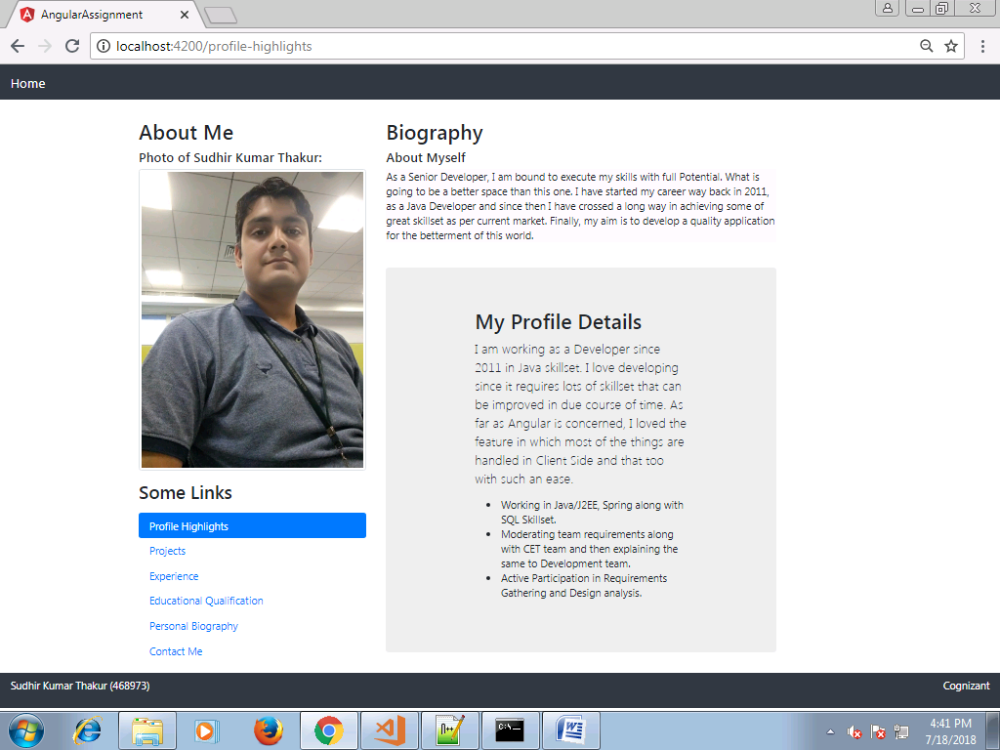 AngularAssignment
localhost:4200/profile-highlights
Home
About Me
Photo of Sudhir Kumar Thakur:
Some Links
Profile Highlights
Projects
Experience
Educational Qualification
Personal Biography
Contact Me
Biography
About Myself
As a Senior Developer, I am bound to execute my skills with full Potential. What is
going to be a better space than this one. I have started my career way back in 2011,
as a Java Developer and since then I have crossed a long way in achieving some of
great skillset as per current market. Finally, my aim is to develop a quality application
for the betterment of this world.
My Profile Details
I am working as a Developer since
2011 in Java skillset. I love developing
since it requires lots of skillset that can
be improved in due course of time. As
far as Angular is concerned, I loved the
feature in which most of the things are
handled in Client Side and that too
with such an ease.
• Working in Java/J2EE, Spring along with
SQL Skillset.
• Moderating team requirements along
with CET team and then explaining the
same to Development team.
• Active Participation in Requirements
Gathering and Design analysis.
Sudhir Kumar Thakur (468973)
Cognizant
4:41 PM
7/18/2018